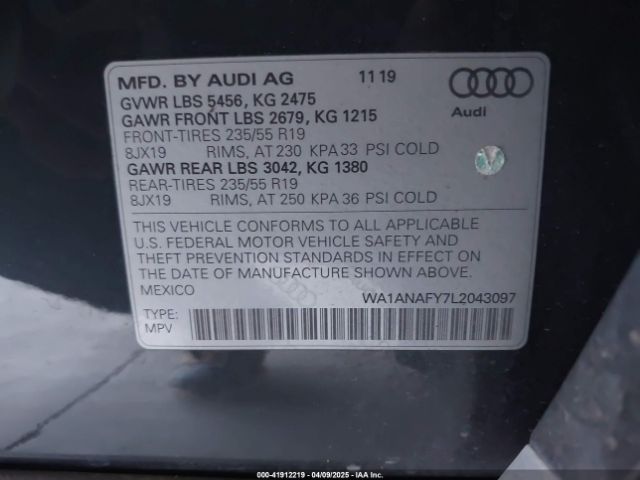 MFD. BY AUDI AG 11 19
GVWR LBS 5456, KG 2475
GAWR FRONT LBS 2679, KG 1215
FRONT-TIRES 235/55 R19
8JX19 RIMS, AT 230 KPA 33 PSI COLD
GAWR REAR LBS 3042, KG 1380
REAR-TIRES 235/55 R19
8JX19 RIMS, AT 250 KPA 36 PSI COLD
Audi
THIS VEHICLE CONFORMS TO ALL APPLICABLE
U.S. FEDERAL MOTOR VEHICLE SAFETY AND
THEFT PREVENTION STANDARDS IN EFFECT ON
THE DATE OF MANUFACTURE SHOWN ABOVE.
MEXICO WA1ANAFY7L2043097
TYPE:
MPV
000-41912219 | 04/09/2025 | IAA Inc.